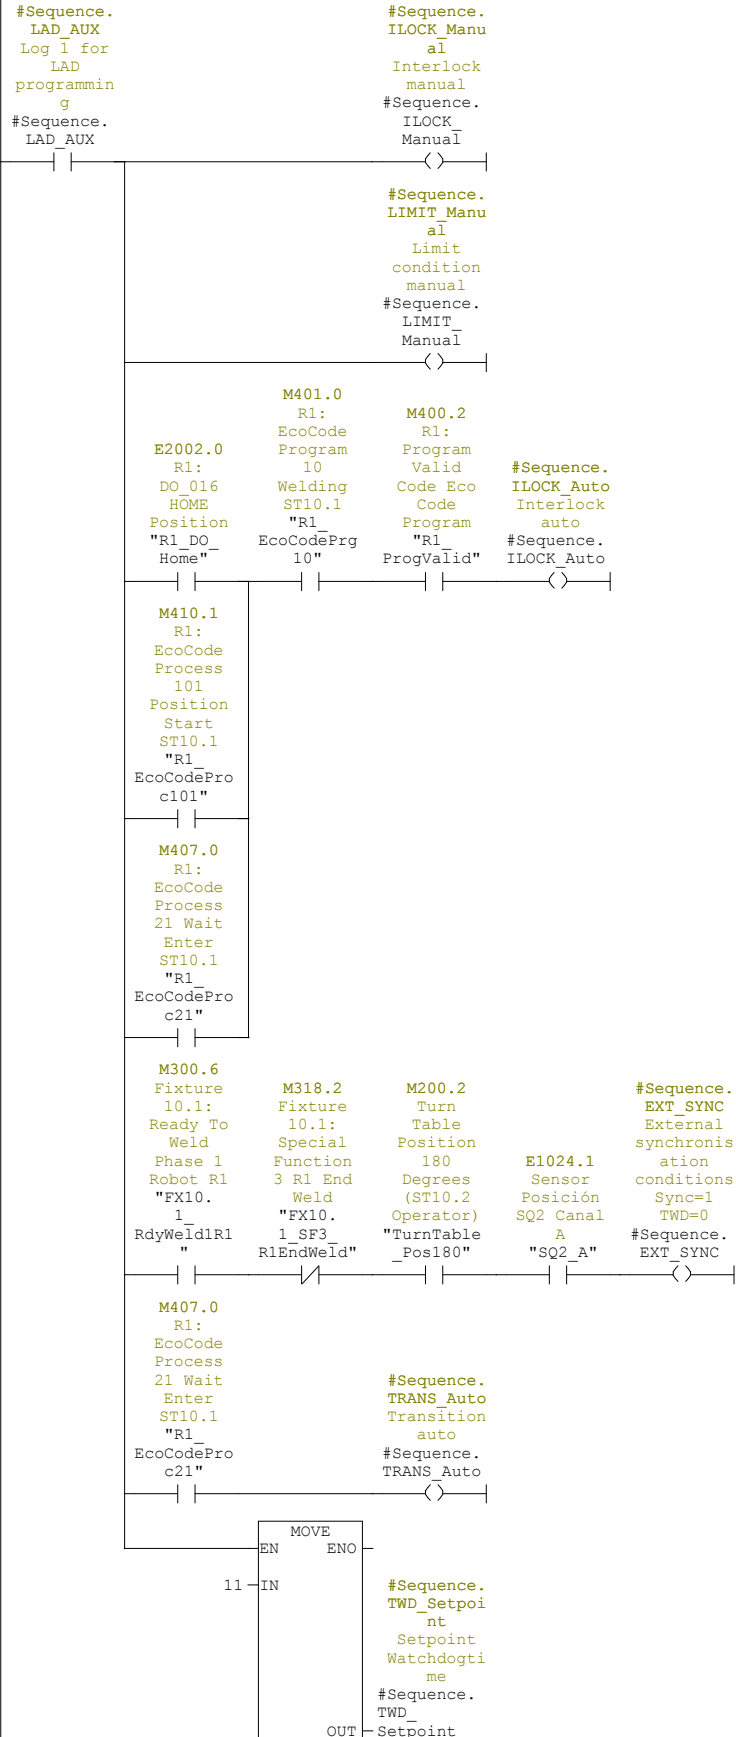 #Sequence.
LAD_AUX
Log 1 for
LAD
programmin
g
#Sequence.
LAD_AUX
#Sequence.
ILOCK_Manu
al
Interlock
manual
#Sequence.
ILOCK_
Manual
#Sequence.
LIMIT_Manu
al
Limit
condition
manual
#Sequence.
LIMIT_
Manual
E2002.0
R1:
DO_016
HOME
Position
"R1_DO_
Home"
M401.0
R1:
EcoCode
Program
10
Welding
ST10.1
"R1_
EcoCodePrg
10"
M400.2
R1:
Program
Valid
Code Eco
Code
Program
"R1_
ProgValid"
#Sequence.
ILOCK_Auto
Interlock
auto
#Sequence.
ILOCK_Auto
M410.1
R1:
EcoCode
Process
101
Position
Start
ST10.1
"R1_
EcoCodePro
c101"
M407.0
R1:
EcoCode
Process
21 Wait
Enter
ST10.1
"R1_
EcoCodePro
c21"
M300.6
Fixture
10.1:
Ready To
Weld
Phase 1
Robot R1
"FX10.
1_
RdyWeld1R1
"
M318.2
Fixture
10.1:
Special
Function
3 R1 End
Weld
"FX10.
1_SF3_
R1EndWeld"
M200.2
Turn
Table
Position
180
Degrees
(ST10.2
Operator)
"TurnTable
_Pos180"
E1024.1
Sensor
Posición
SQ2 Canal
A
"SQ2_A"
#Sequence.
EXT_SYNC
External
synchronis
ation
conditions
Sync=1
TWD=0
#Sequence.
EXT_SYNC
M407.0
R1:
EcoCode
Process
21 Wait
Enter
ST10.1
"R1_
EcoCodePro
c21"
#Sequence.
TRANS_Auto
Transition
auto
#Sequence.
TRANS_Auto
MOVE
EN ENO
11 IN
#Sequence.
TWD_Setpoi
nt
Setpoint
Watchdogti
me
#Sequence.
TWD_
OUT Setpoint